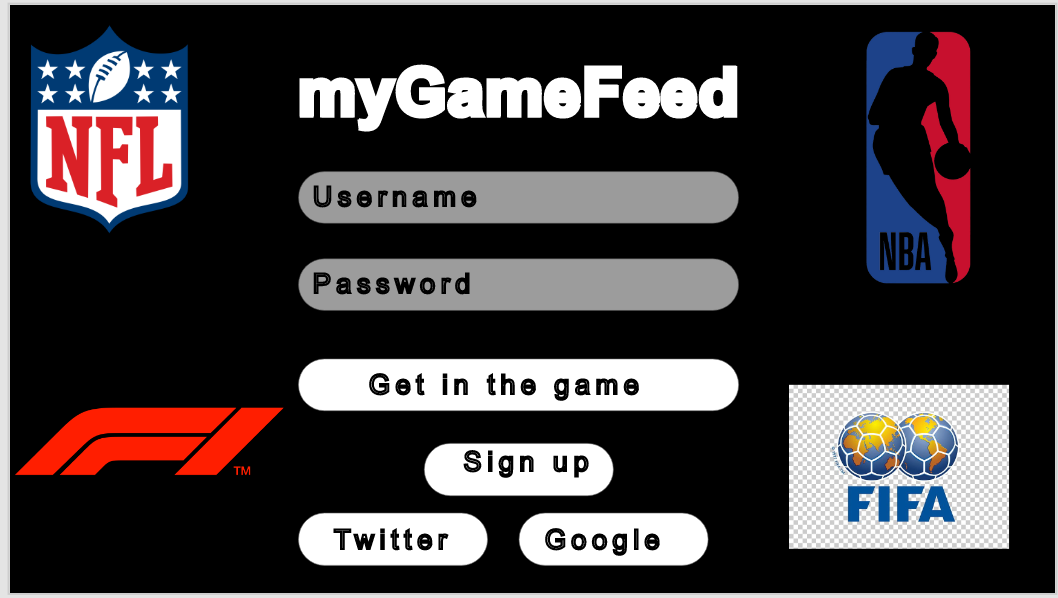 NFL
myGameFeed
NBA
Username
Password
Get in the game
F1
TM
Sign up
FIFA
Twitter
Google